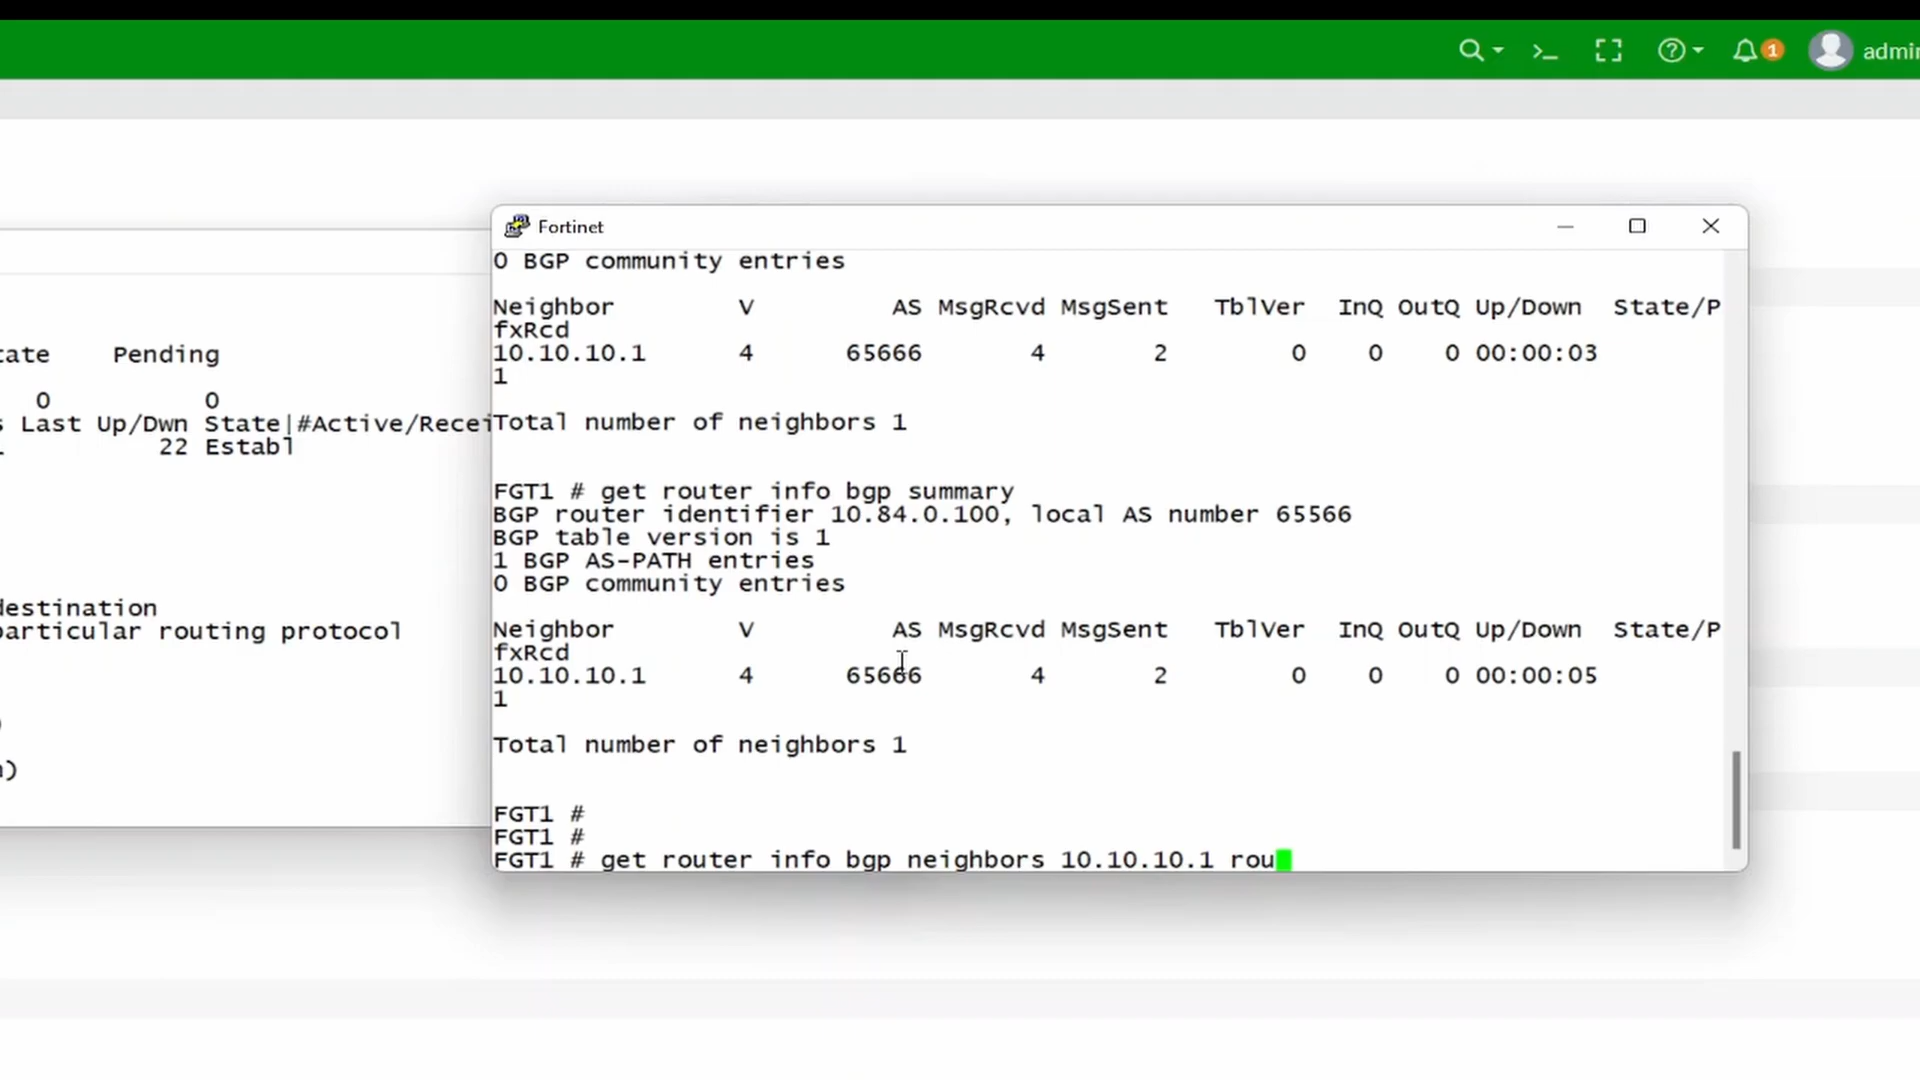 1 admin
ate Pending
0 0
s Last Up/Dwn State|#Active/Recei
22 Establ
destination
particular routing protocol
)
)
Fortinet
0 BGP community entries
Neighbor V AS MsgRcvd MsgSent TblVer InQ OutQ Up/Down State/P
fxRcd
10.10.10.1 4 65666 4 2 0 0 0 00:00:03
1
Total number of neighbors 1
FGT1 # get router info bgp summary
BGP router identifier 10.84.0.100, local AS number 65566
BGP table version is 1
1 BGP AS-PATH entries
0 BGP community entries
Neighbor V AS MsgRcvd MsgSent TblVer InQ OutQ Up/Down State/P
fxRcd
10.10.10.1 4 65666 4 2 0 0 0 00:00:05
1
Total number of neighbors 1
FGT1 #
FGT1 #
FGT1 # get router info bgp neighbors 10.10.10.1 rou